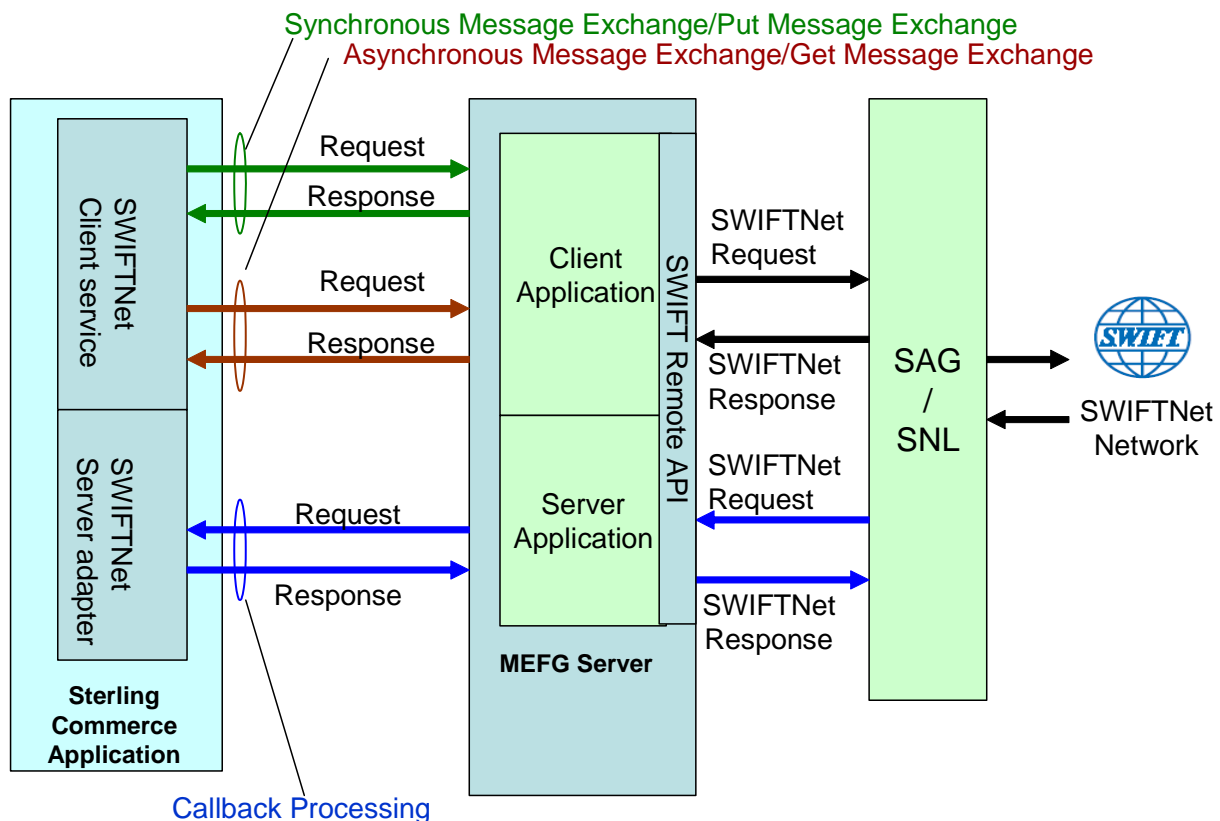 Synchronous Message Exchange/Put Message Exchange
Asynchronous Message Exchange/Get Message Exchange
SWIFTNet
Client service
SWIFTNet
Server adapter
Sterling
Commerce
Application
Request
Response
Request
Response
Request
Response
Callback Processing
Client
Application
Server
Application
SWIFT Remote API
MEFG Server
SWIFTNet
Request
SWIFTNet
Response
SWIFTNet
Request
SWIFTNet
Response
SAG
/
SNL
SWIFT
SWIFTNet
Network